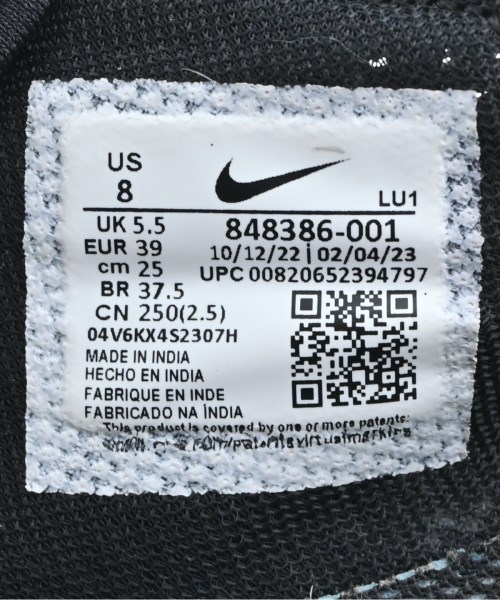 US
8
LU1
UK 5.5
EUR 39
cm 25
BR 37.5
CN 250(2.5)
848386-001
10/12/22 | 02/04/23
UPC 00820652394797
04V6KX4S2307H
MADE IN INDIA
HECHO EN INDIA
FABRIQUE EN INDE
FABRICADO NA ÍNDIA
This product is covered by one or more patents: